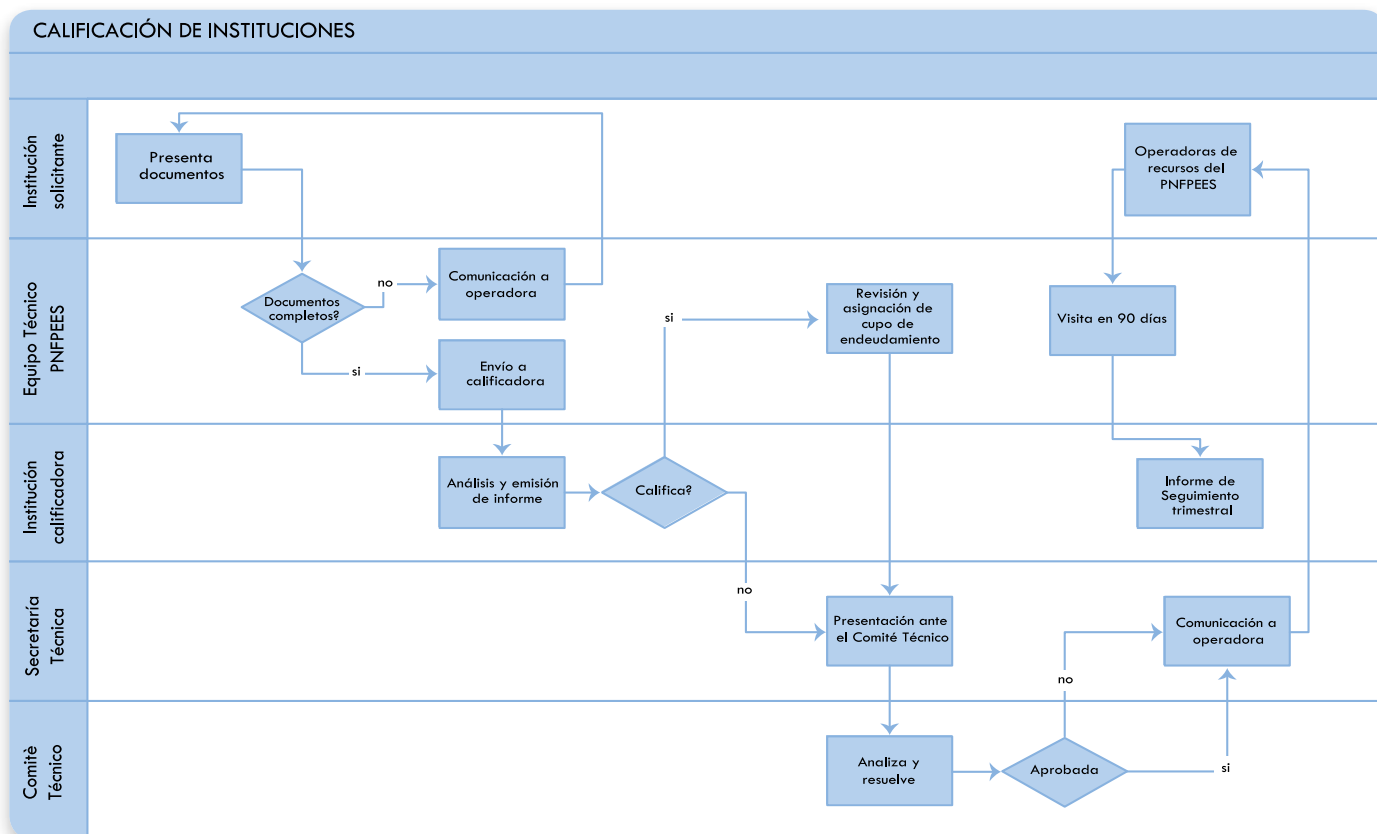 CALIFICACIÓN DE INSTITUCIONES
Institución
solicitante
Presenta
documentos
Operadoras de
recursos del
PNFPEES
Equipo Técnico
PNFPEES
Documentos
completos?
no
Comunicación a
operadora
si
Envío a
calificadora
si
Revisión y
asignación de
cupo de
endeudamiento
Visita en 90 días
Institución
calificadora
Análisis y emisión
de informe
Califica?
no
Informe de
Seguimiento
trimestral
Secretaría
Técnica
Presentación ante
el Comité Técnico
Comunicación a
operadora
no
Comitè
Técnico
Analiza y
resuelve
Aprobada
si